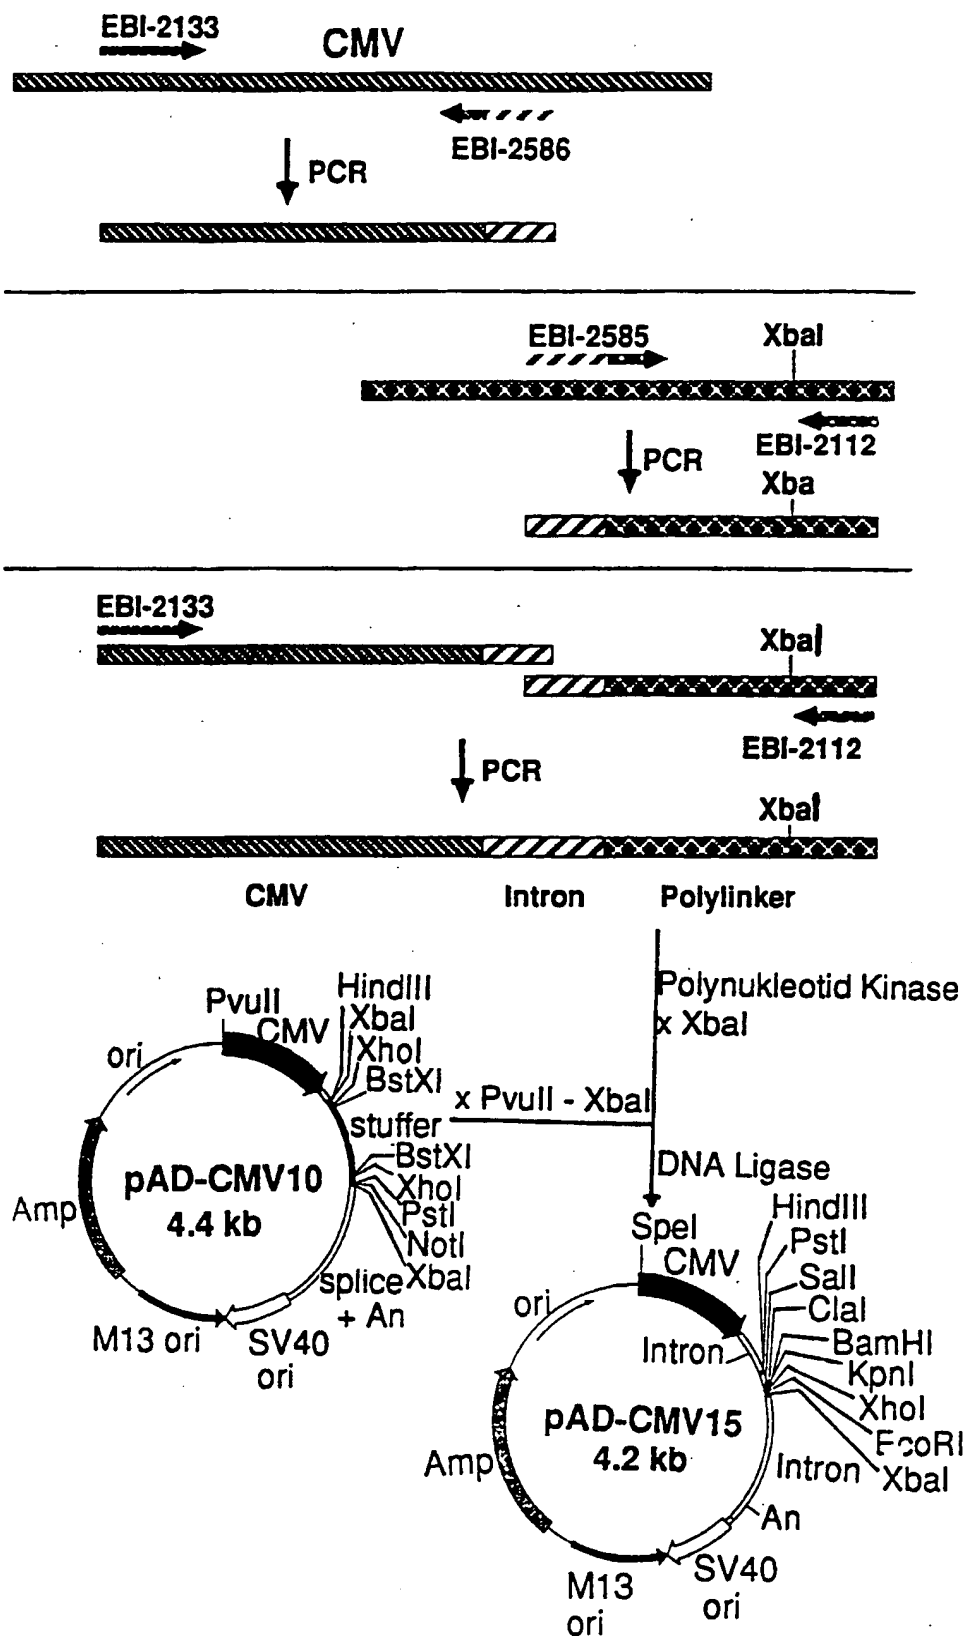 EBI-2133
CMV
EBI-2586
PCR
EBI-2585
XbaI
EBI-2112
PCR
Xba
EBI-2133
XbaI
EBI-2112
PCR
XbaI
CMV
Intron
Polylinker
Polynukleotid Kinase
x XbaI
x PvuII - XbaI
DNA Ligase
PvuII
CMV
HindIII
XbaI
XhoI
BstXI
stuffer
BstXI
XhoI
PstI
NotI
XbaI
splice
+ An
SV40
ori
M13 ori
Amp
ori
pAD-CMV10
4.4 kb
SpeI
CMV
HindIII
PstI
SalI
ClaI
BamHI
KpnI
XhoI
EcoRI
XbaI
Intron
Intron
An
SV40
ori
M13
ori
Amp
ori
pAD-CMV15
4.2 kb